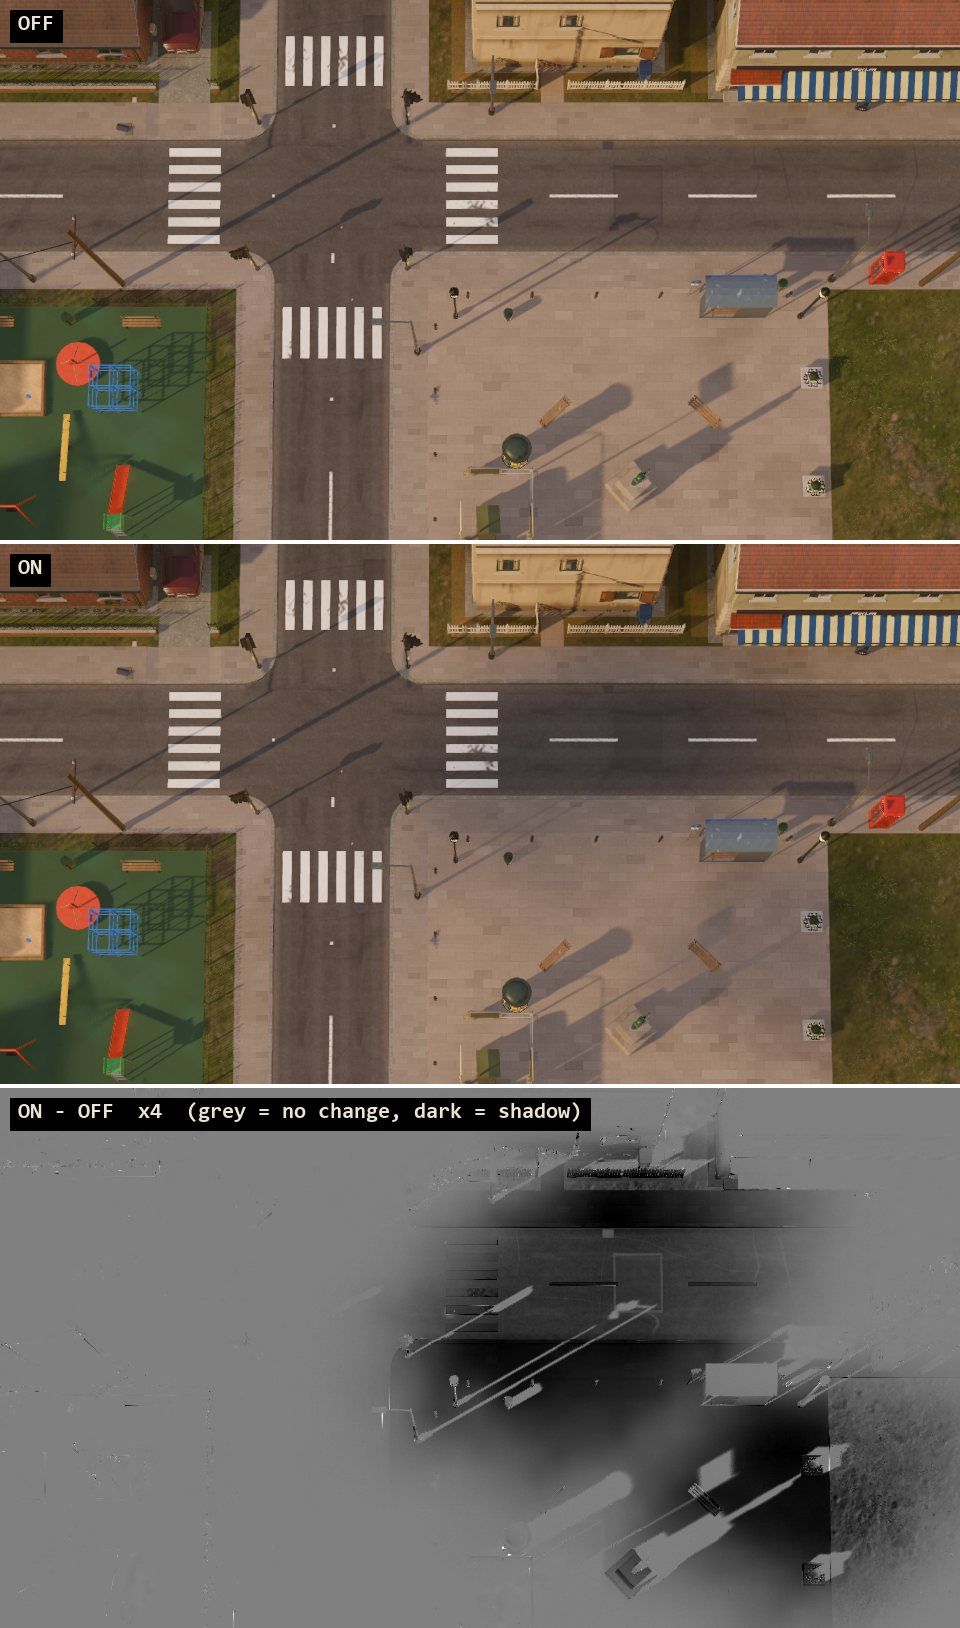 OFF
ON
ON - OFF x4 (grey = no change, dark = shadow)